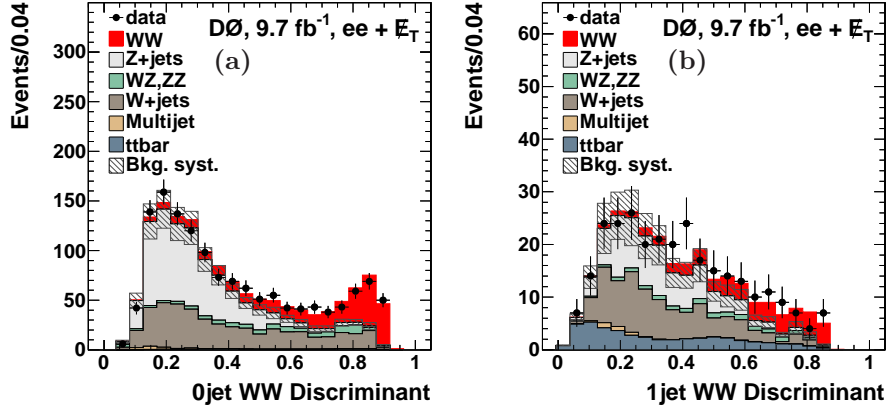 DØ, 9.7 fb⁻¹, ee + E̸_T
(a)
data
WW
Z+jets
WZ,ZZ
W+jets
Multijet
ttbar
Bkg. syst.
Events/0.04
350
300
250
200
150
100
50
0
0 0.2 0.4 0.6 0.8 1
0jet WW Discriminant
DØ, 9.7 fb⁻¹, ee + E̸_T
(b)
data
WW
Z+jets
WZ,ZZ
W+jets
Multijet
ttbar
Bkg. syst.
Events/0.04
60
50
40
30
20
10
0
0 0.2 0.4 0.6 0.8 1
1jet WW Discriminant